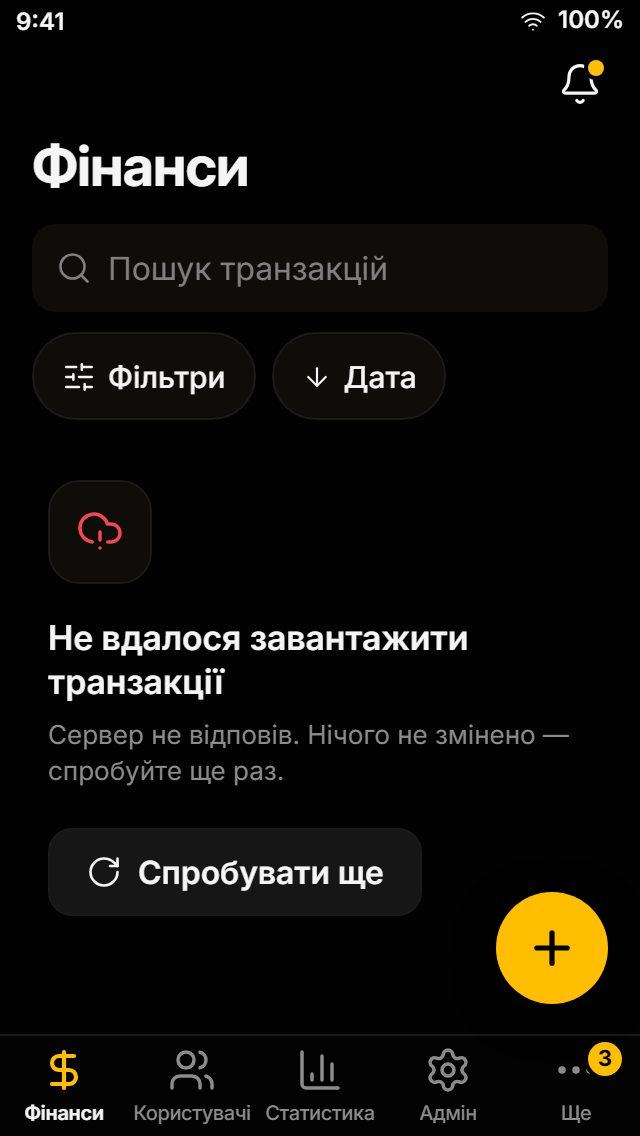 9:41
100%
Фінанси
Пошук транзакцій
Фільтри
Дата
Не вдалося завантажити
транзакції
Сервер не відповів. Нічого не змінено —
спробуйте ще раз.
Спробувати ще
3
Фінанси
Користувачі
Статистика
Адмін
Ще